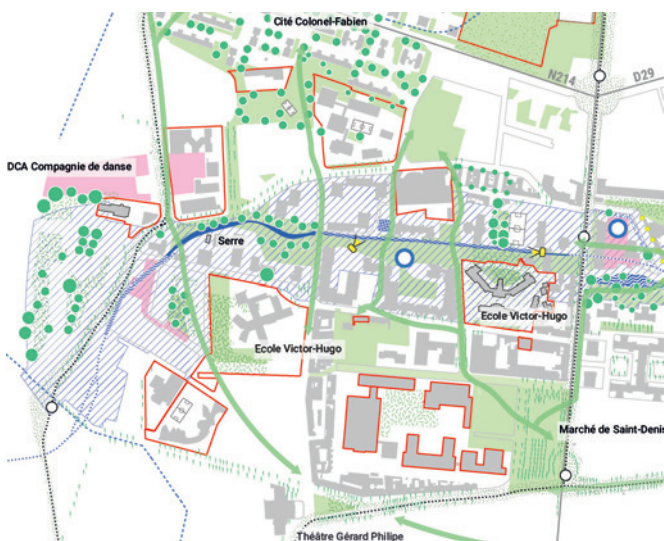 Cité Colonel-Fabien
N214
D29
DCA Compagnie de danse
Serre
Ecole Victor-Hugo
Ecole Victor-Hugo
Marché de Saint-Denis
Théâtre Gérard Philipe